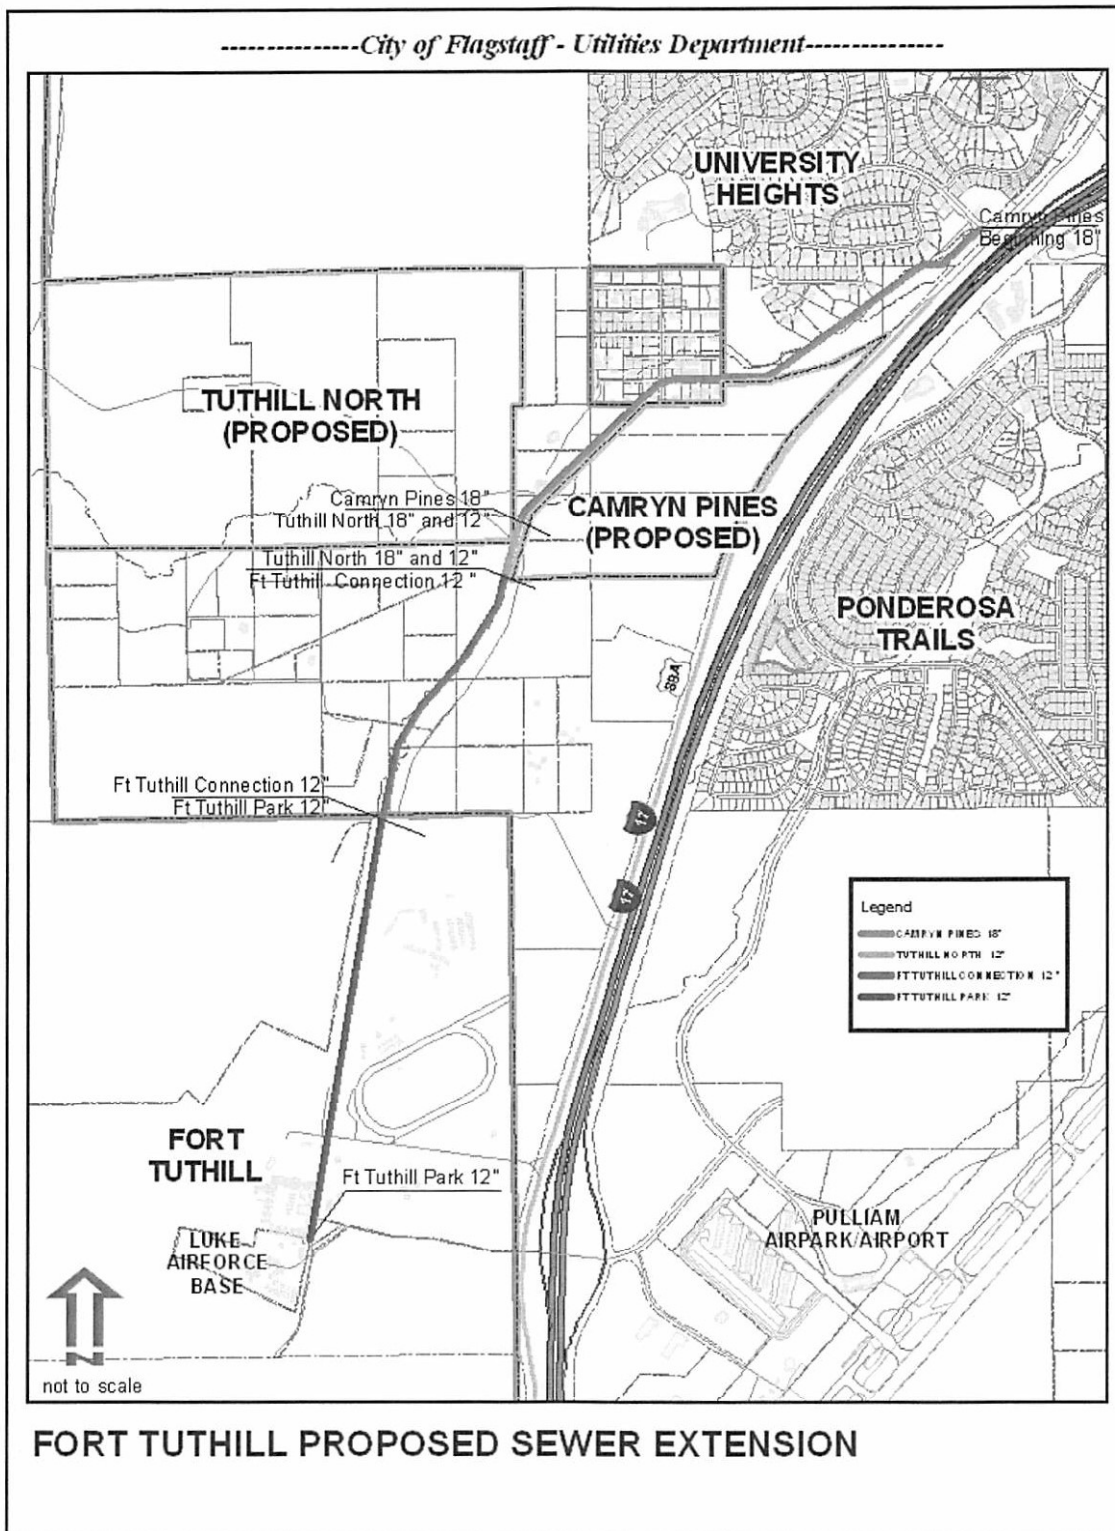 ---------------City of Flagstaff - Utilities Department---------------
UNIVERSITY
HEIGHTS
Camryn Pines
Beginning 18"
TUTHILL NORTH
(PROPOSED)
Camryn Pines 18"
Tuthill North 18" and 12"
CAMRYN PINES
(PROPOSED)
Tuthill North 18" and 12"
Ft Tuthill Connection 12"
PONDEROSA
TRAILS
89A
Ft Tuthill Connection 12"
Ft Tuthill Park 12"
17
17
Legend
CAMRYN PINES 18"
TUTHILL NORTH 12"
FT TUTHILL CONNECTION 12"
FT TUTHILL PARK 12"
FORT
TUTHILL
Ft Tuthill Park 12"
LUKE
AIRFORCE
BASE
PULLIAM
AIRPARK/AIRPORT
N
not to scale
FORT TUTHILL PROPOSED SEWER EXTENSION